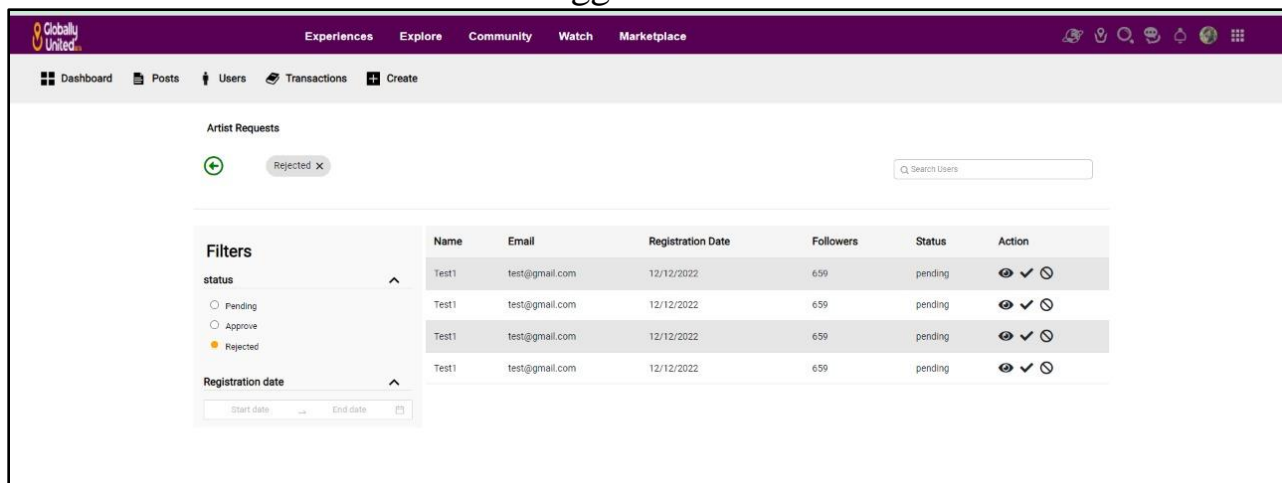 gg
Globally
United
Experiences Explore Community Watch Marketplace
Dashboard Posts Users Transactions Create
Artist Requests
Rejected
Search Users
Filters
status
Pending
Approve
Rejected
Registration date
Start date End date
Name Email Registration Date Followers Status Action
Test1 test@gmail.com 12/12/2022 659 pending
Test1 test@gmail.com 12/12/2022 659 pending
Test1 test@gmail.com 12/12/2022 659 pending
Test1 test@gmail.com 12/12/2022 659 pending